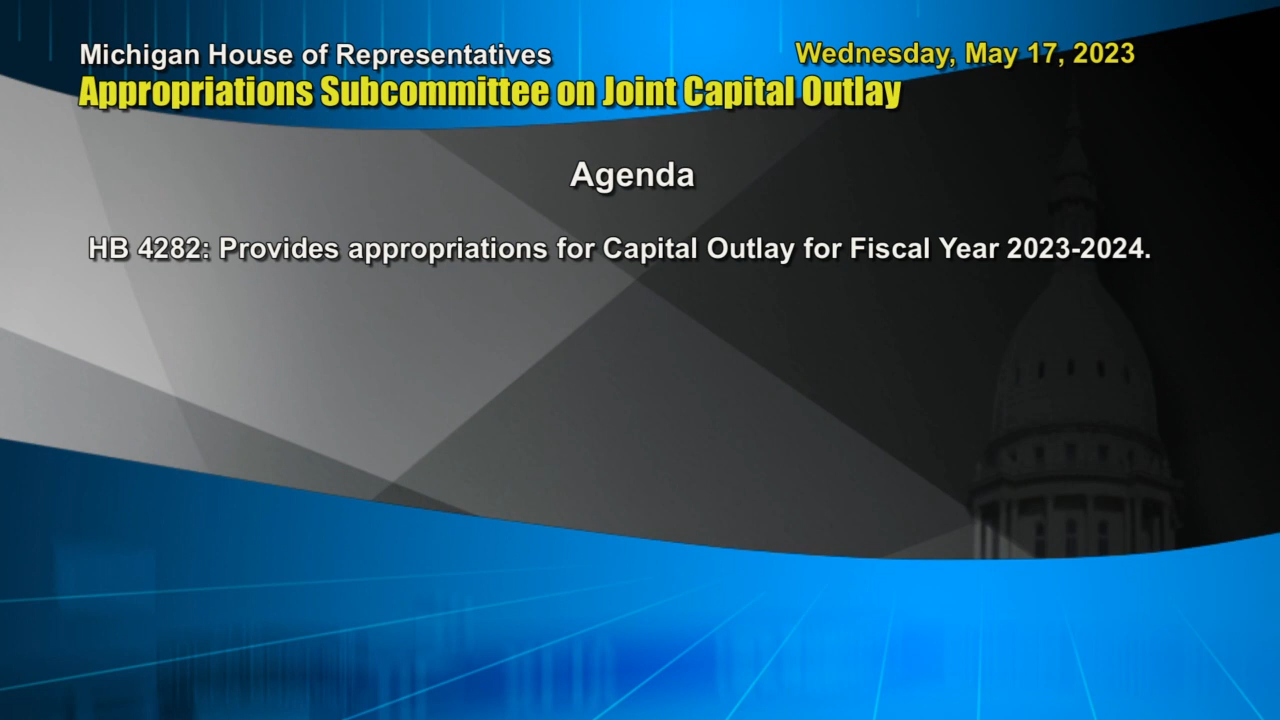 Michigan House of Representatives
Wednesday, May 17, 2023
Appropriations Subcommittee on Joint Capital Outlay
Agenda
HB 4282: Provides appropriations for Capital Outlay for Fiscal Year 2023-2024.